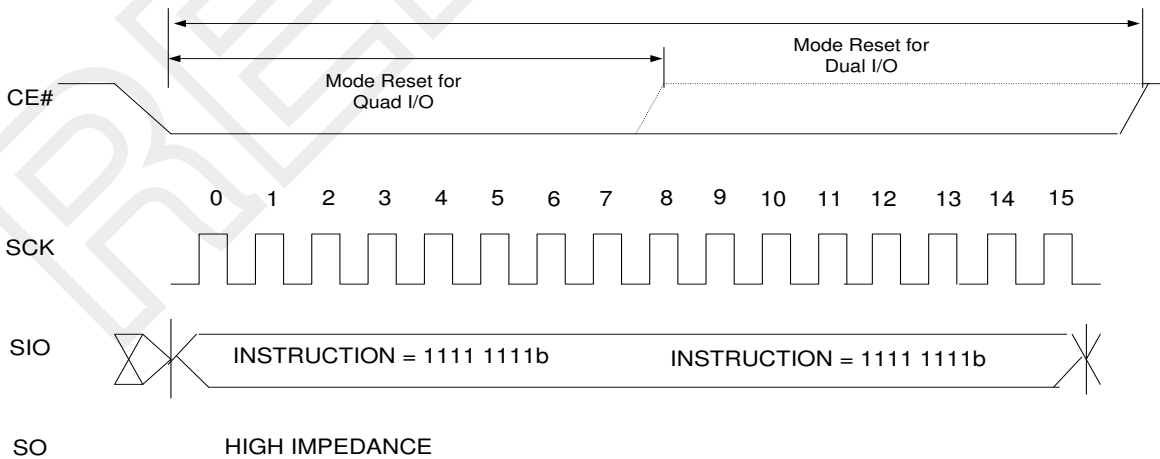 Mode Reset for
Dual I/O
Mode Reset for
Quad I/O
CE#
0 1 2 3 4 5 6 7 8 9 10 11 12 13 14 15
SCK
SIO
INSTRUCTION = 1111 1111b INSTRUCTION = 1111 1111b
SO HIGH IMPEDANCE